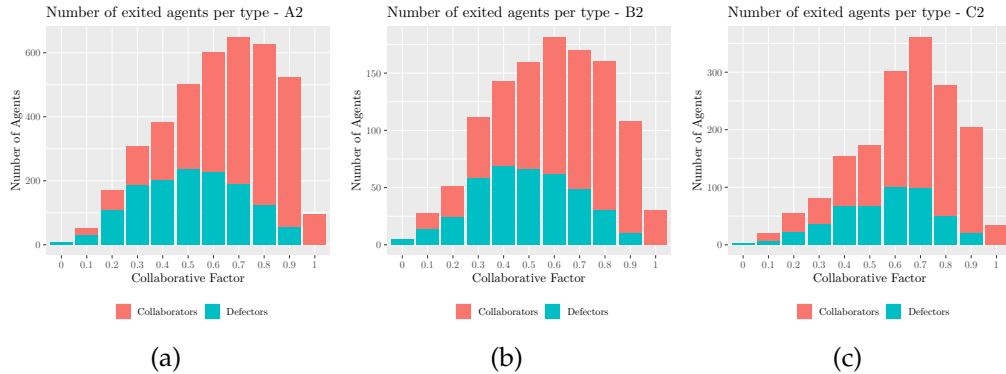 Number of exited agents per type - A2
Number of Agents
600
400
200
0
0 0.1 0.2 0.3 0.4 0.5 0.6 0.7 0.8 0.9 1
Collaborative Factor
Collaborators Defectors
(a)
Number of exited agents per type - B2
Number of Agents
150
100
50
0
0 0.1 0.2 0.3 0.4 0.5 0.6 0.7 0.8 0.9 1
Collaborative Factor
Collaborators Defectors
(b)
Number of exited agents per type - C2
Number of Agents
300
200
100
0
0 0.1 0.2 0.3 0.4 0.5 0.6 0.7 0.8 0.9 1
Collaborative Factor
Collaborators Defectors
(c)